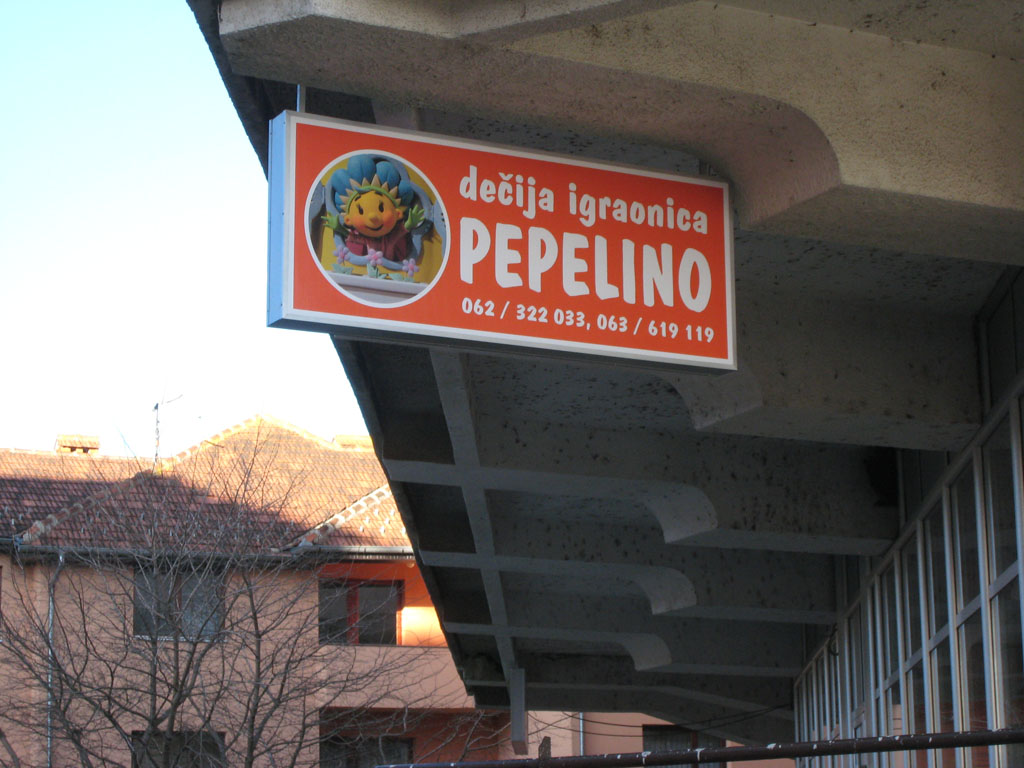 dečija igraonica
PEPELINO
062 / 322 033, 063 / 619 119